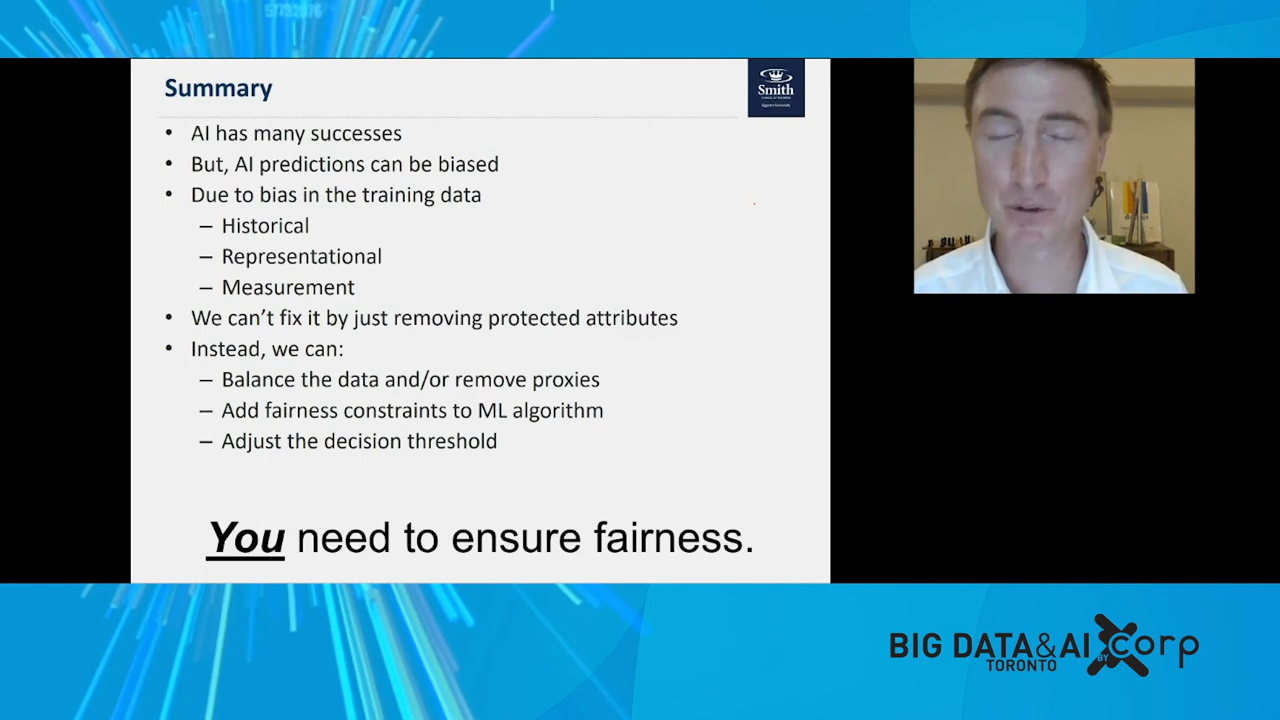 Summary
Smith
• AI has many successes
• But, AI predictions can be biased
• Due to bias in the training data
– Historical
– Representational
– Measurement
• We can’t fix it by just removing protected attributes
• Instead, we can:
– Balance the data and/or remove proxies
– Add fairness constraints to ML algorithm
– Adjust the decision threshold
You need to ensure fairness.
BIG DATA&AI BY corp
TORONTO